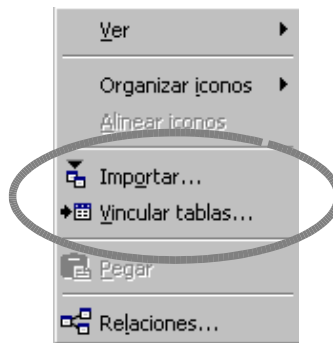 Ver
Organizar iconos
Alinear iconos
Importar...
Vincular tablas...
Pegar
Relaciones...